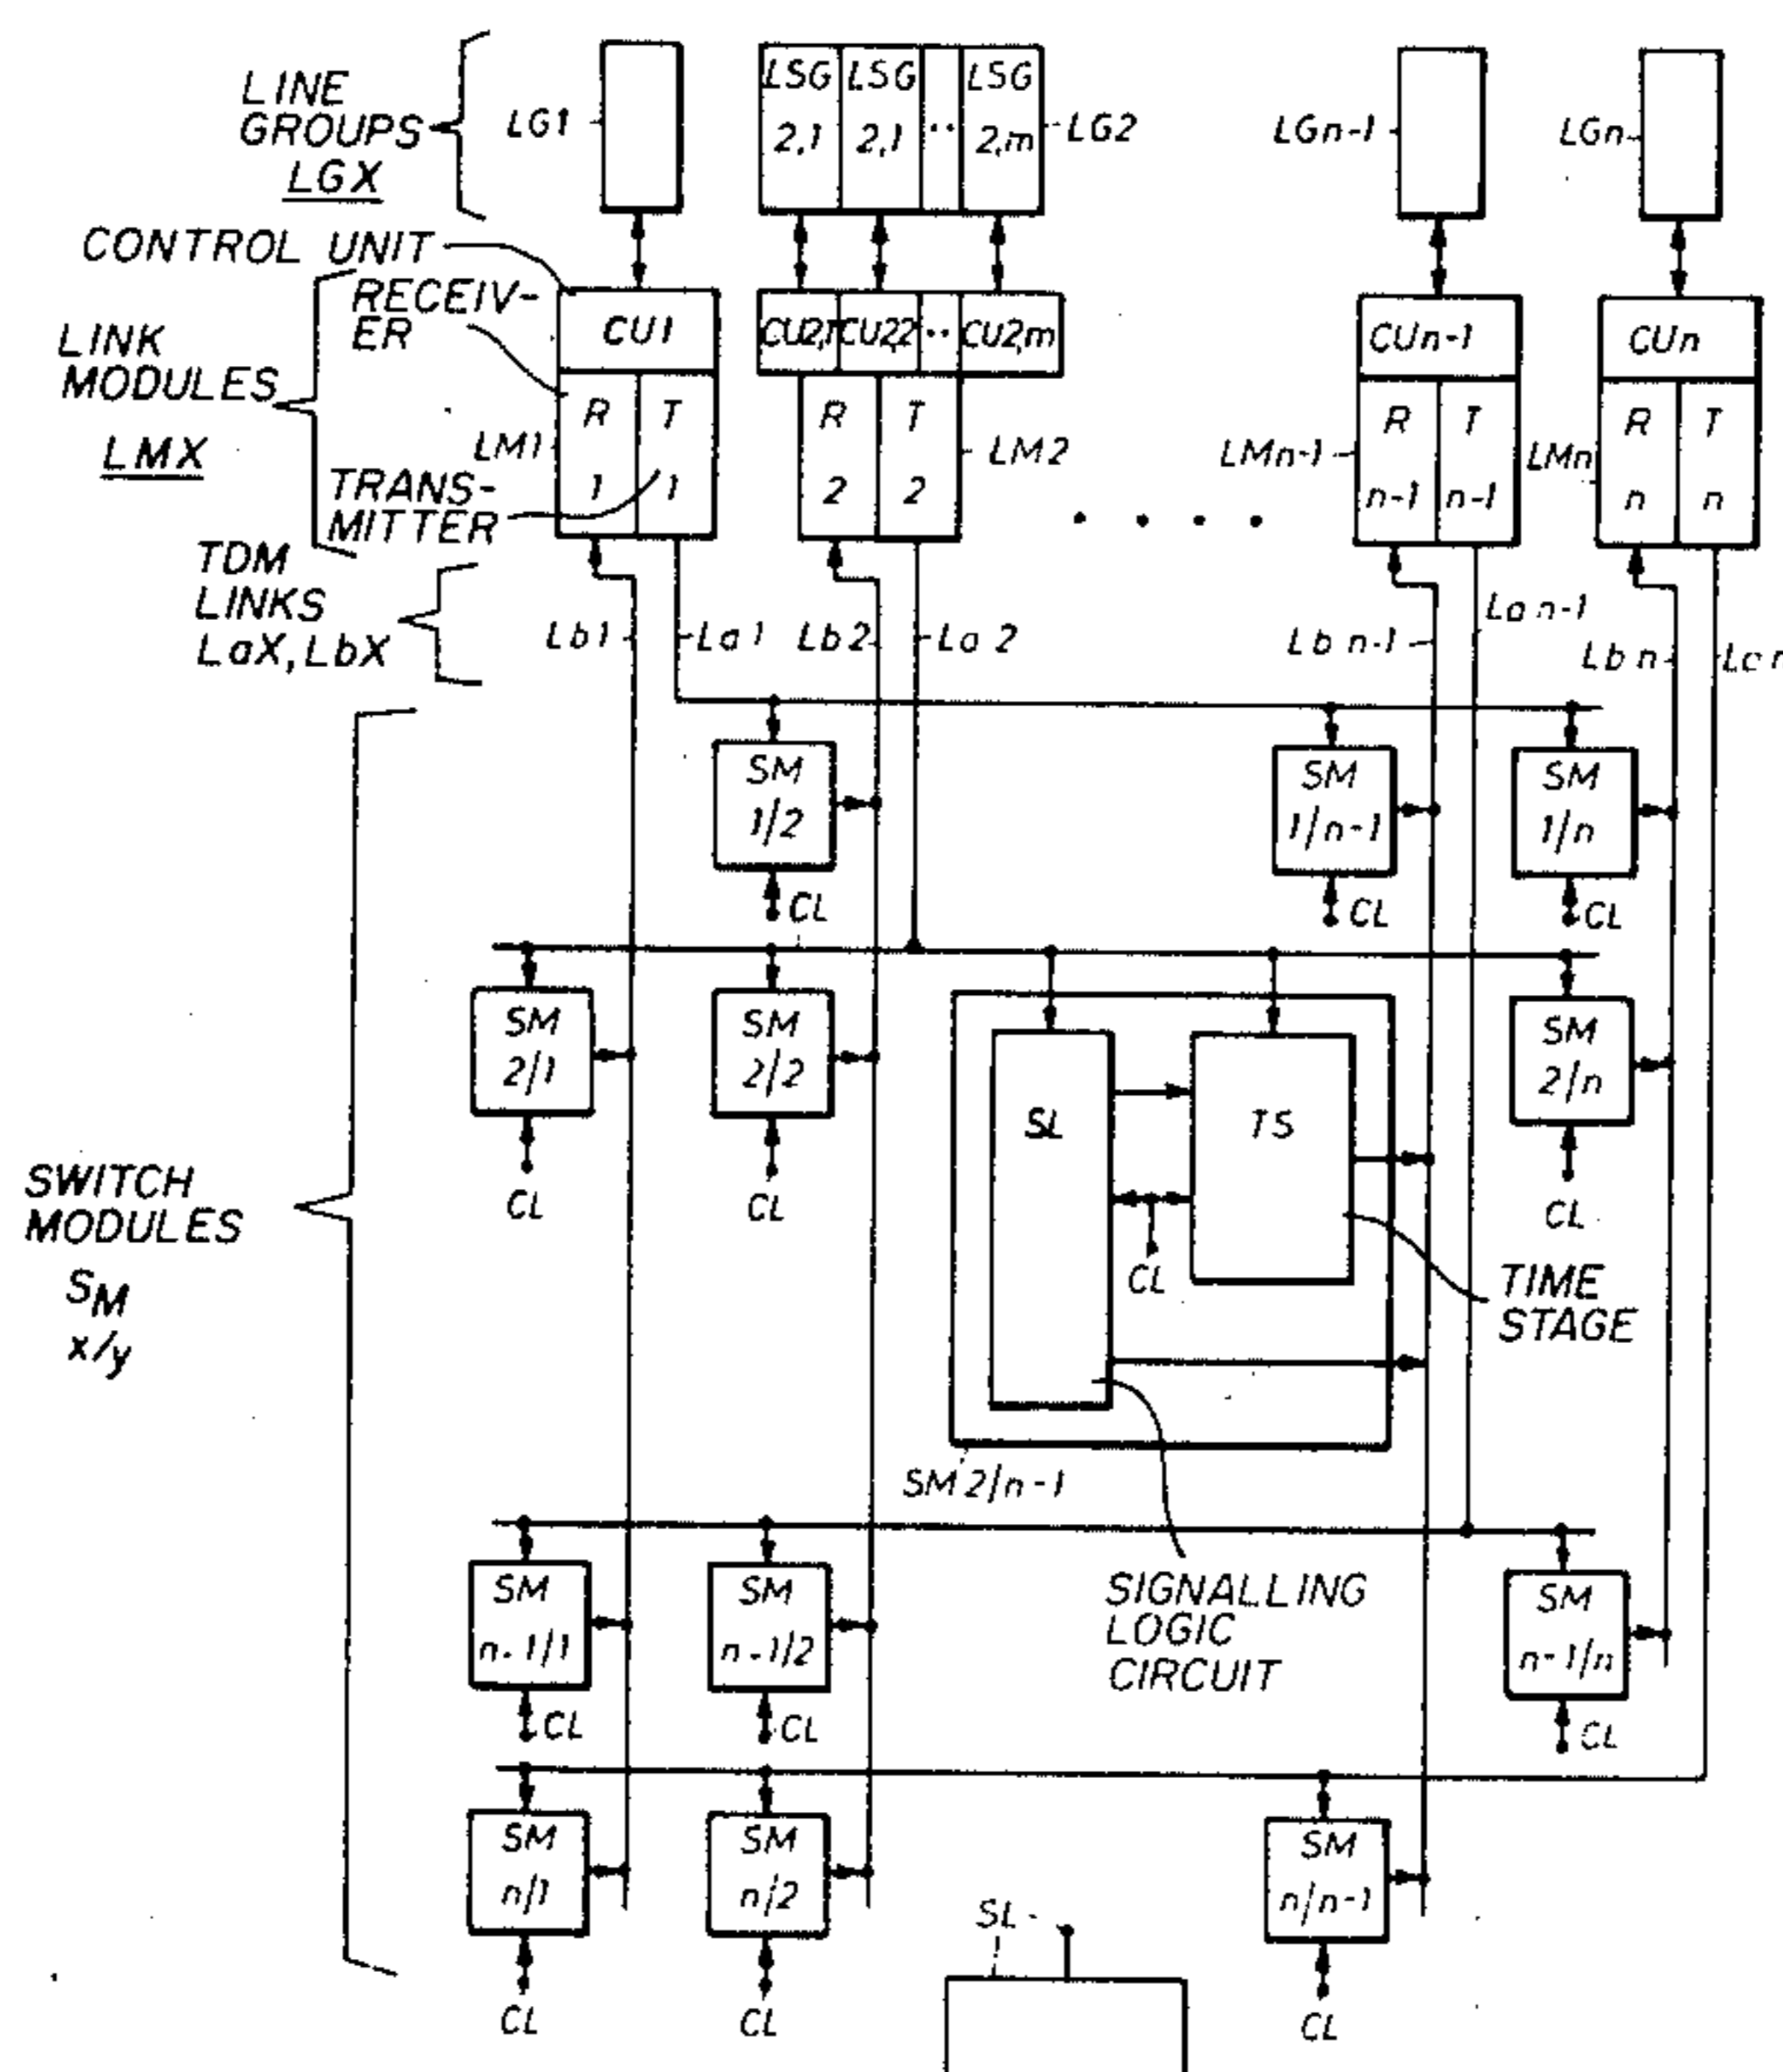 LINE
GROUPS
LGX
LG1
LSG LSG LSG
2,1 2,1 ·· 2,m
LG2
LGn-1
LGn
CONTROL UNIT
RECEIV-
ER
LINK
MODULES
LMX
CU1
CU2,1 CU2,2 ·· CU2,m
CUn-1
CUn
R T
1 1
LM1
R T
2 2
LM2
. . . .
LMn-1
R T
n-1 n-1
LMn
R T
n n
TRANS-
MITTER
TDM
LINKS
LaX, LbX
Lb1
La1
Lb2
La2
Lb n-1
La n-1
Lb n
SM
1/2
CL
SM
1/n-1
CL
SM
1/n
CL
SM
2/1
CL
SM
2/2
CL
SL
TS
CL
SM
2/n
CL
SWITCH
MODULES
SM
x/y
TIME
STAGE
SM 2/n-1
SIGNALLING
LOGIC
CIRCUIT
SM
n-1/1
CL
SM
n-1/2
CL
SM
n-1/n
CL
SM
n/1
CL
SM
n/2
CL
SM
n/n-1
CL
SL